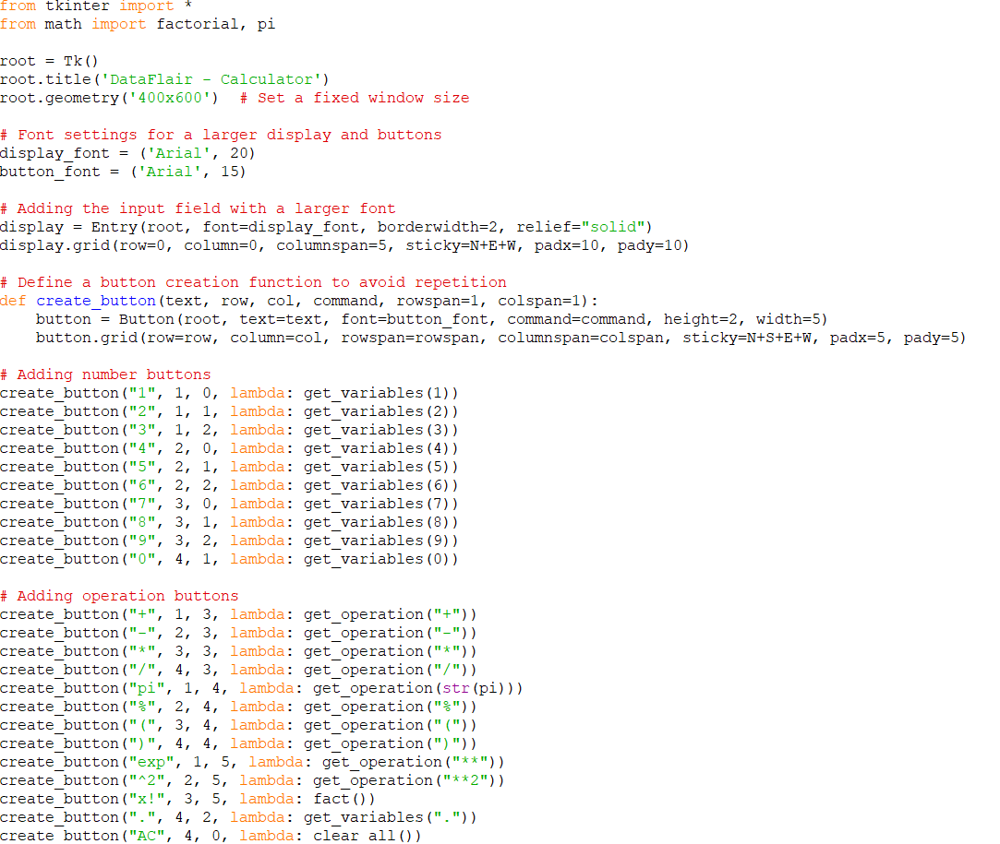 from tkinter import *
from math import factorial, pi

root = Tk()
root.title('DataFlair - Calculator')
root.geometry('400x600')  # Set a fixed window size

# Font settings for a larger display and buttons
display_font = ('Arial', 20)
button_font = ('Arial', 15)

# Adding the input field with a larger font
display = Entry(root, font=display_font, borderwidth=2, relief="solid")
display.grid(row=0, column=0, columnspan=5, sticky=N+E+W, padx=10, pady=10)

# Define a button creation function to avoid repetition
def create_button(text, row, col, command, rowspan=1, colspan=1):
    button = Button(root, text=text, font=button_font, command=command, height=2, width=5)
    button.grid(row=row, column=col, rowspan=rowspan, columnspan=colspan, sticky=N+S+E+W, padx=5, pady=5)

# Adding number buttons
create_button("1", 1, 0, lambda: get_variables(1))
create_button("2", 1, 1, lambda: get_variables(2))
create_button("3", 1, 2, lambda: get_variables(3))
create_button("4", 2, 0, lambda: get_variables(4))
create_button("5", 2, 1, lambda: get_variables(5))
create_button("6", 2, 2, lambda: get_variables(6))
create_button("7", 3, 0, lambda: get_variables(7))
create_button("8", 3, 1, lambda: get_variables(8))
create_button("9", 3, 2, lambda: get_variables(9))
create_button("0", 4, 1, lambda: get_variables(0))

# Adding operation buttons
create_button("+", 1, 3, lambda: get_operation("+"))
create_button("-", 2, 3, lambda: get_operation("-"))
create_button("*", 3, 3, lambda: get_operation("*"))
create_button("/", 4, 3, lambda: get_operation("/"))
create_button("pi", 1, 4, lambda: get_operation(str(pi)))
create_button("%", 2, 4, lambda: get_operation("%"))
create_button("(", 3, 4, lambda: get_operation("("))
create_button(")", 4, 4, lambda: get_operation(")"))
create_button("exp", 1, 5, lambda: get_operation("**"))
create_button("^2", 2, 5, lambda: get_operation("**2"))
create_button("x!", 3, 5, lambda: fact())
create_button(".", 4, 2, lambda: get_variables("."))
create_button("AC", 4, 0, lambda: clear_all())